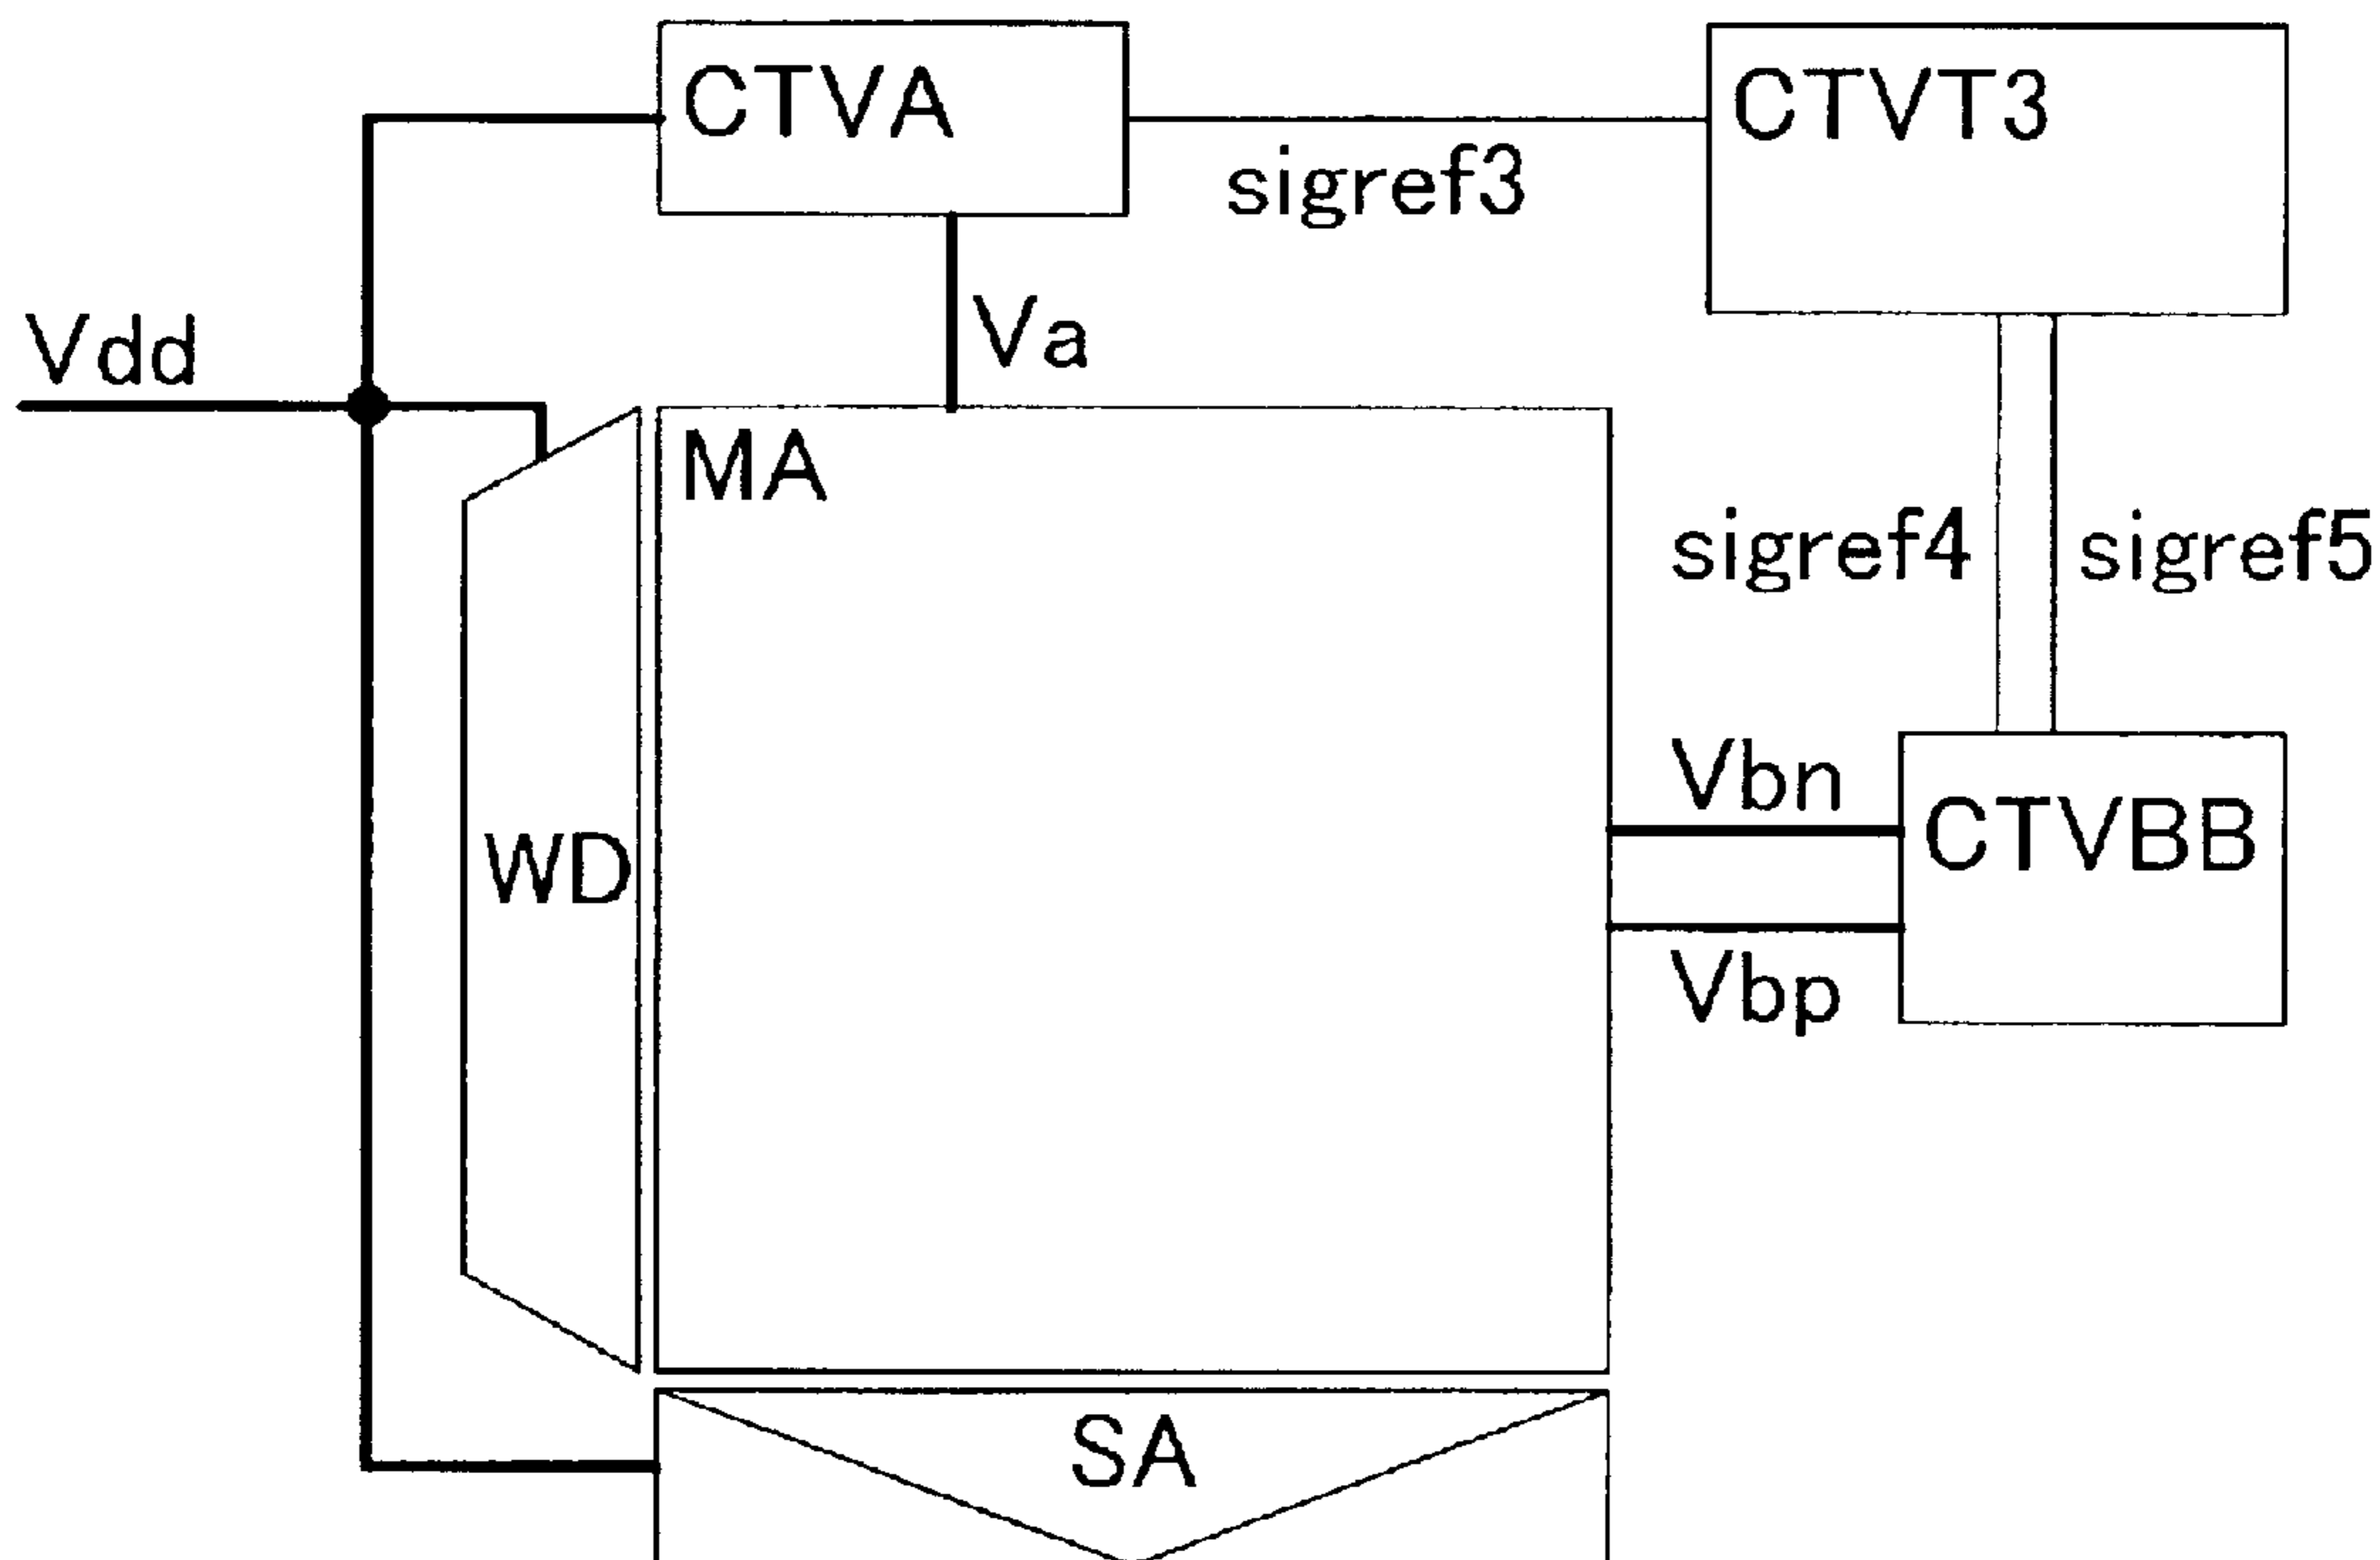 CTVA
CTVT3
sigref3
Vdd
Va
MA
sigref4
sigref5
Vbn
CTVBB
WD
Vbp
SA